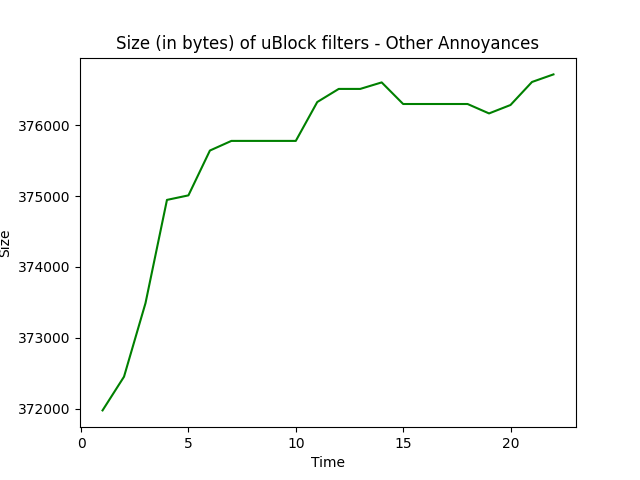 Size (in bytes) of uBlock filters - Other Annoyances
376000
375000
374000
373000
372000
Size
0 5 10 15 20
Time